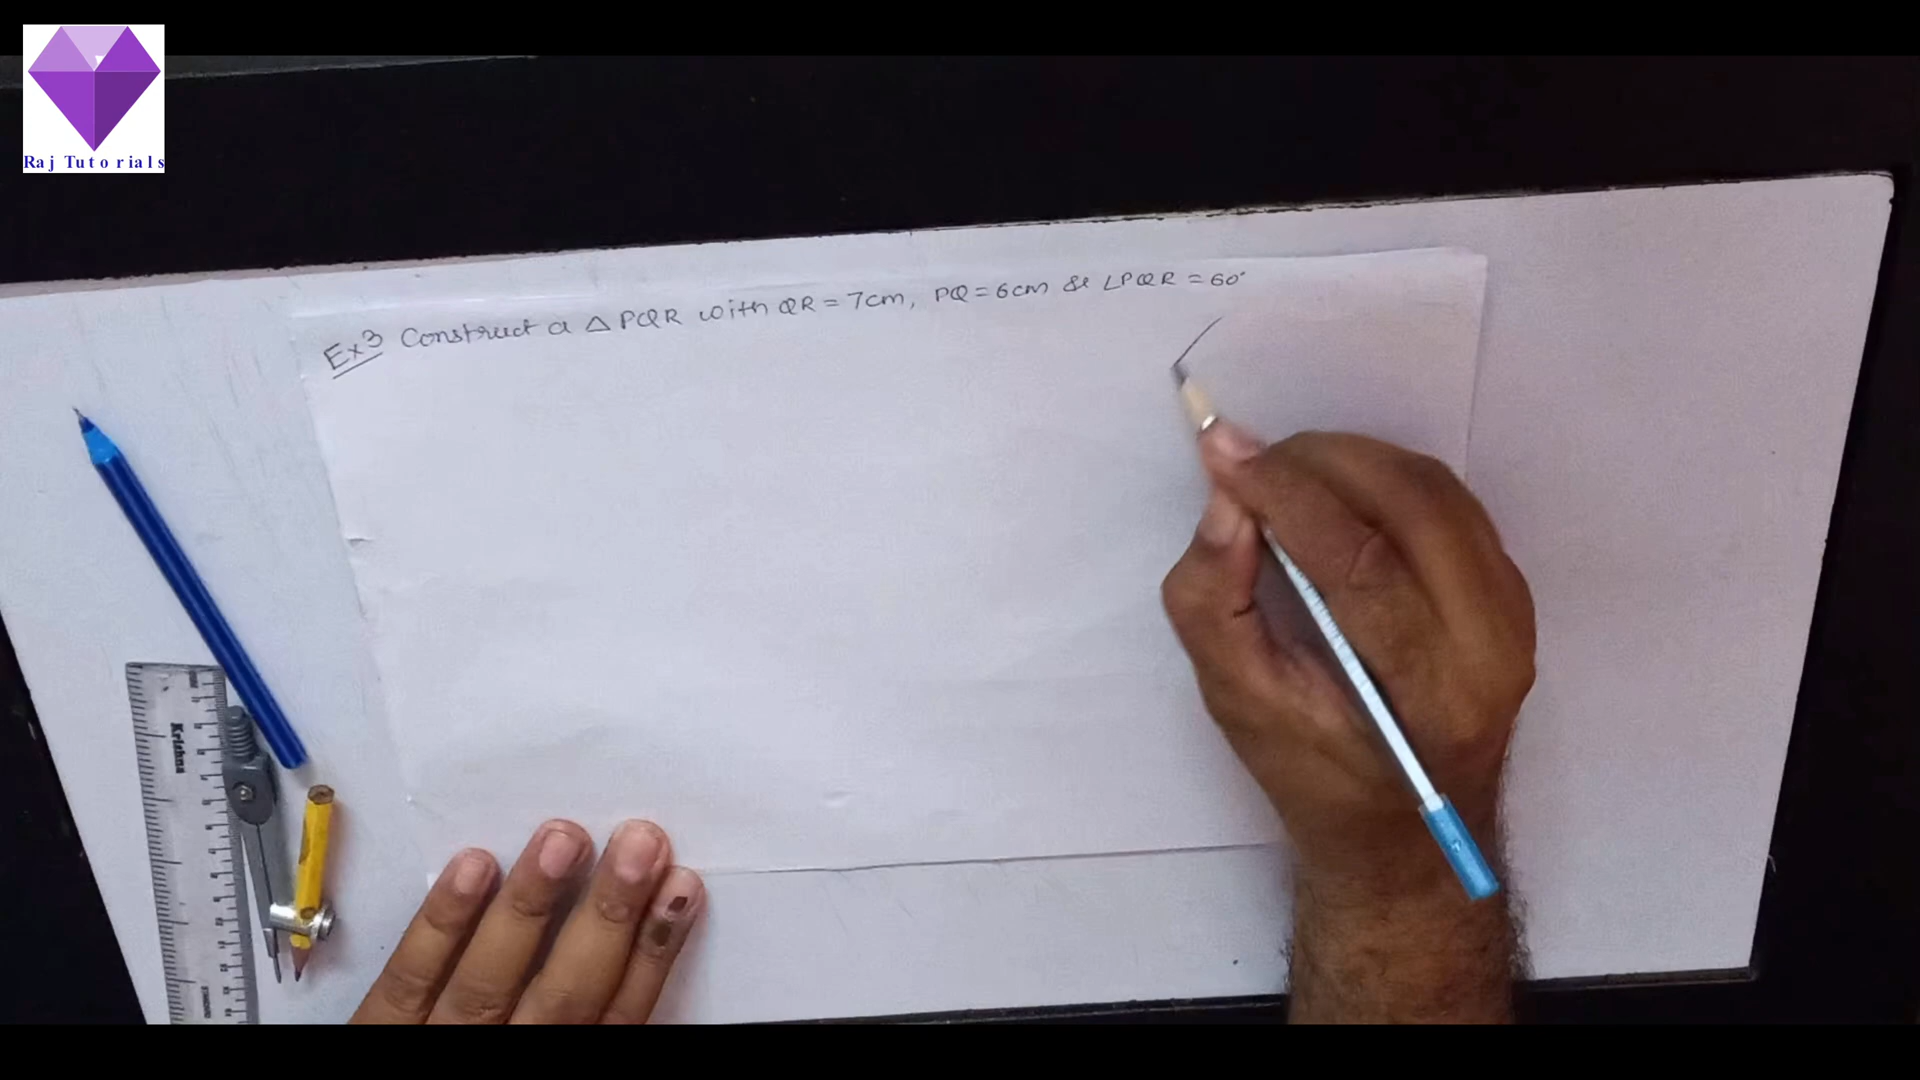 Raj Tutorials
Ex3 Construct a △ PQR with QR = 7cm, PQ = 6cm & ∠PQR = 60°
Krishna